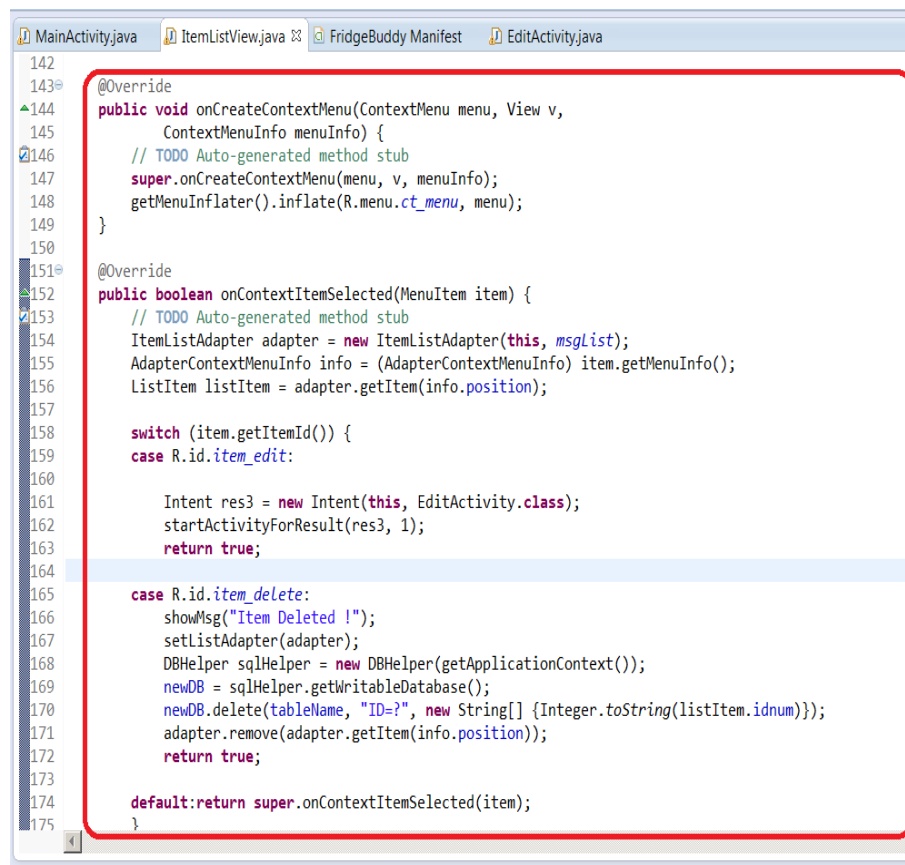 MainActivity.java ItemListView.java FridgeBuddy Manifest EditActivity.java
142
143 @Override
144 public void onCreateContextMenu(ContextMenu menu, View v,
145 ContextMenuInfo menuInfo) {
146 // TODO Auto-generated method stub
147 super.onCreateContextMenu(menu, v, menuInfo);
148 getMenuInflater().inflate(R.menu.ct_menu, menu);
149 }
150
151 @Override
152 public boolean onContextItemSelected(MenuItem item) {
153 // TODO Auto-generated method stub
154 ItemListAdapter adapter = new ItemListAdapter(this, msgList);
155 AdapterContextMenuInfo info = (AdapterContextMenuInfo) item.getMenuInfo();
156 ListItem listItem = adapter.getItem(info.position);
157
158 switch (item.getItemId()) {
159 case R.id.item_edit:
160
161 Intent res3 = new Intent(this, EditActivity.class);
162 startActivityForResult(res3, 1);
163 return true;
164
165 case R.id.item_delete:
166 showMsg("Item Deleted !");
167 setListAdapter(adapter);
168 DBHelper sqlHelper = new DBHelper(getApplicationContext());
169 newDB = sqlHelper.getWritableDatabase();
170 newDB.delete(tableName, "ID=?", new String[] {Integer.toString(listItem.idnum)});
171 adapter.remove(adapter.getItem(info.position));
172 return true;
173
174 default:return super.onContextItemSelected(item);
175 }